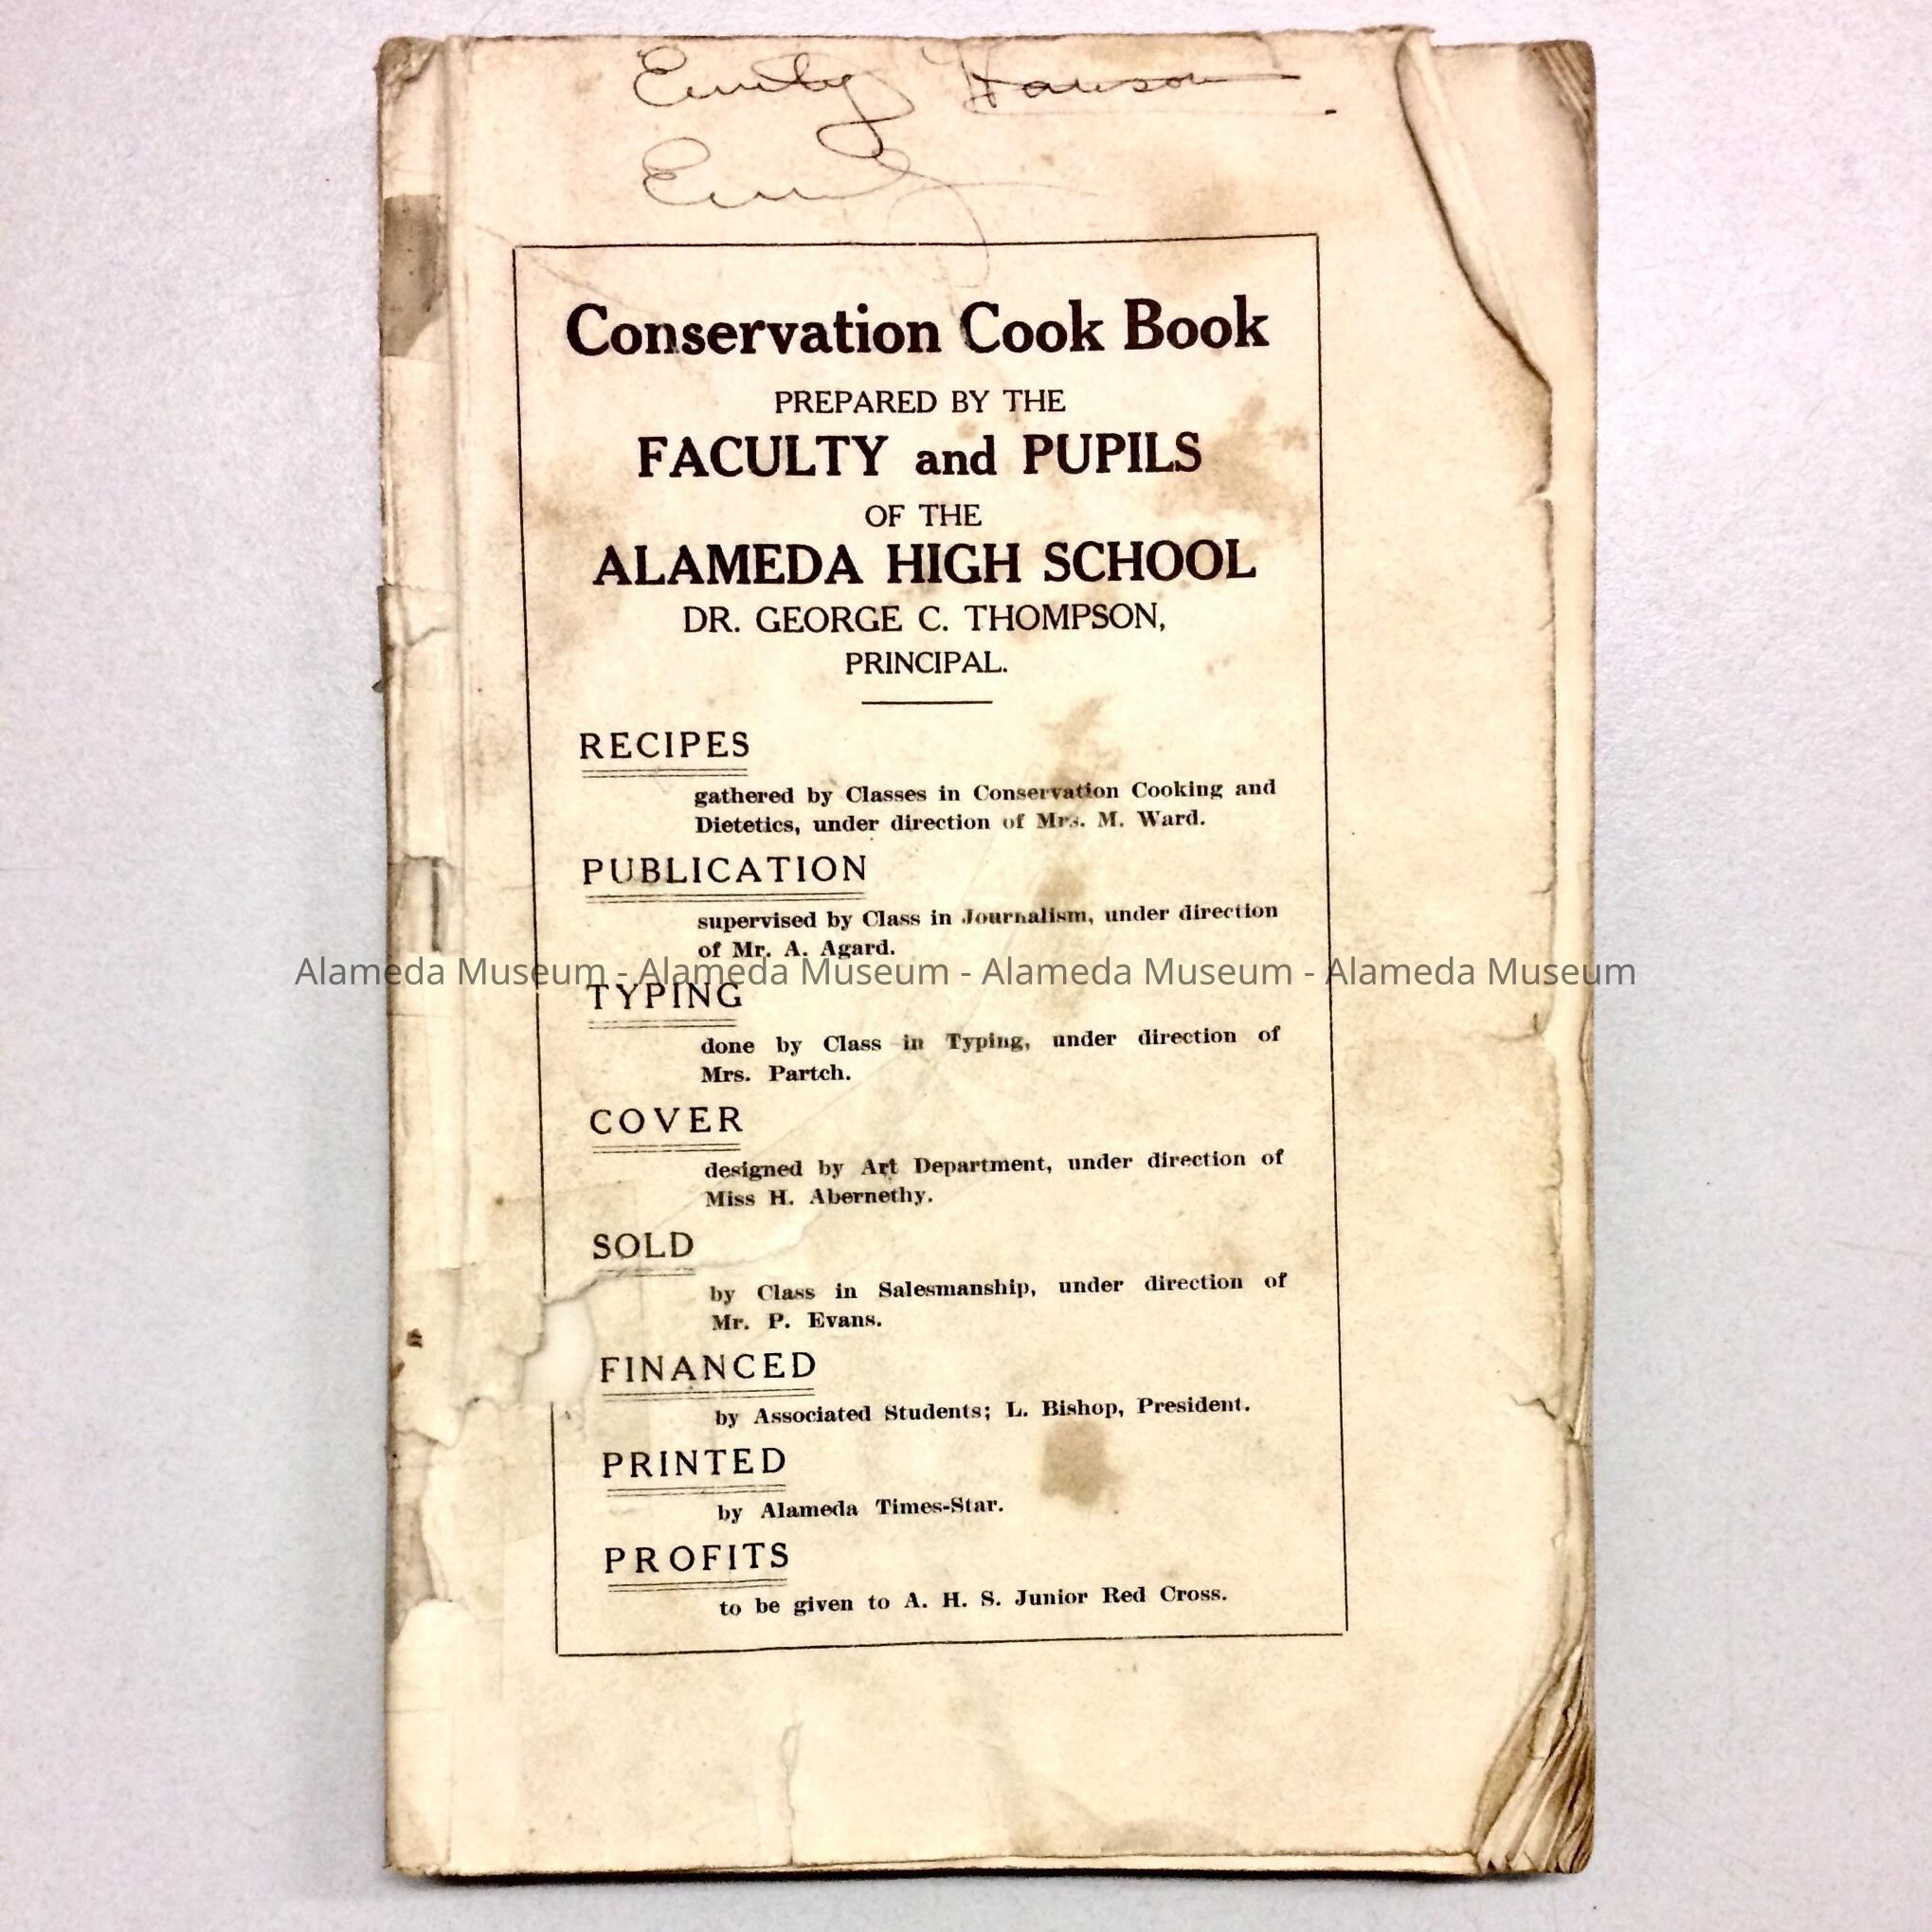 Emily Hanson
Emily
Conservation Cook Book
PREPARED BY THE
FACULTY and PUPILS
OF THE
ALAMEDA HIGH SCHOOL
DR. GEORGE C. THOMPSON,
PRINCIPAL.
RECIPES
gathered by Classes in Conservation Cooking and
Dietetics, under direction of Mrs. M. Ward.
PUBLICATION
supervised by Class in Journalism, under direction
of Mr. A. Agard.
Alameda Museum - Alameda Museum - Alameda Museum - Alameda Museum
TYPING
done by Class in Typing, under direction of
Mrs. Partch.
COVER
designed by Art Department, under direction of
Miss H. Abernethy.
SOLD
by Class in Salesmanship, under direction of
Mr. P. Evans.
FINANCED
by Associated Students; L. Bishop, President.
PRINTED
by Alameda Times-Star.
PROFITS
to be given to A. H. S. Junior Red Cross.